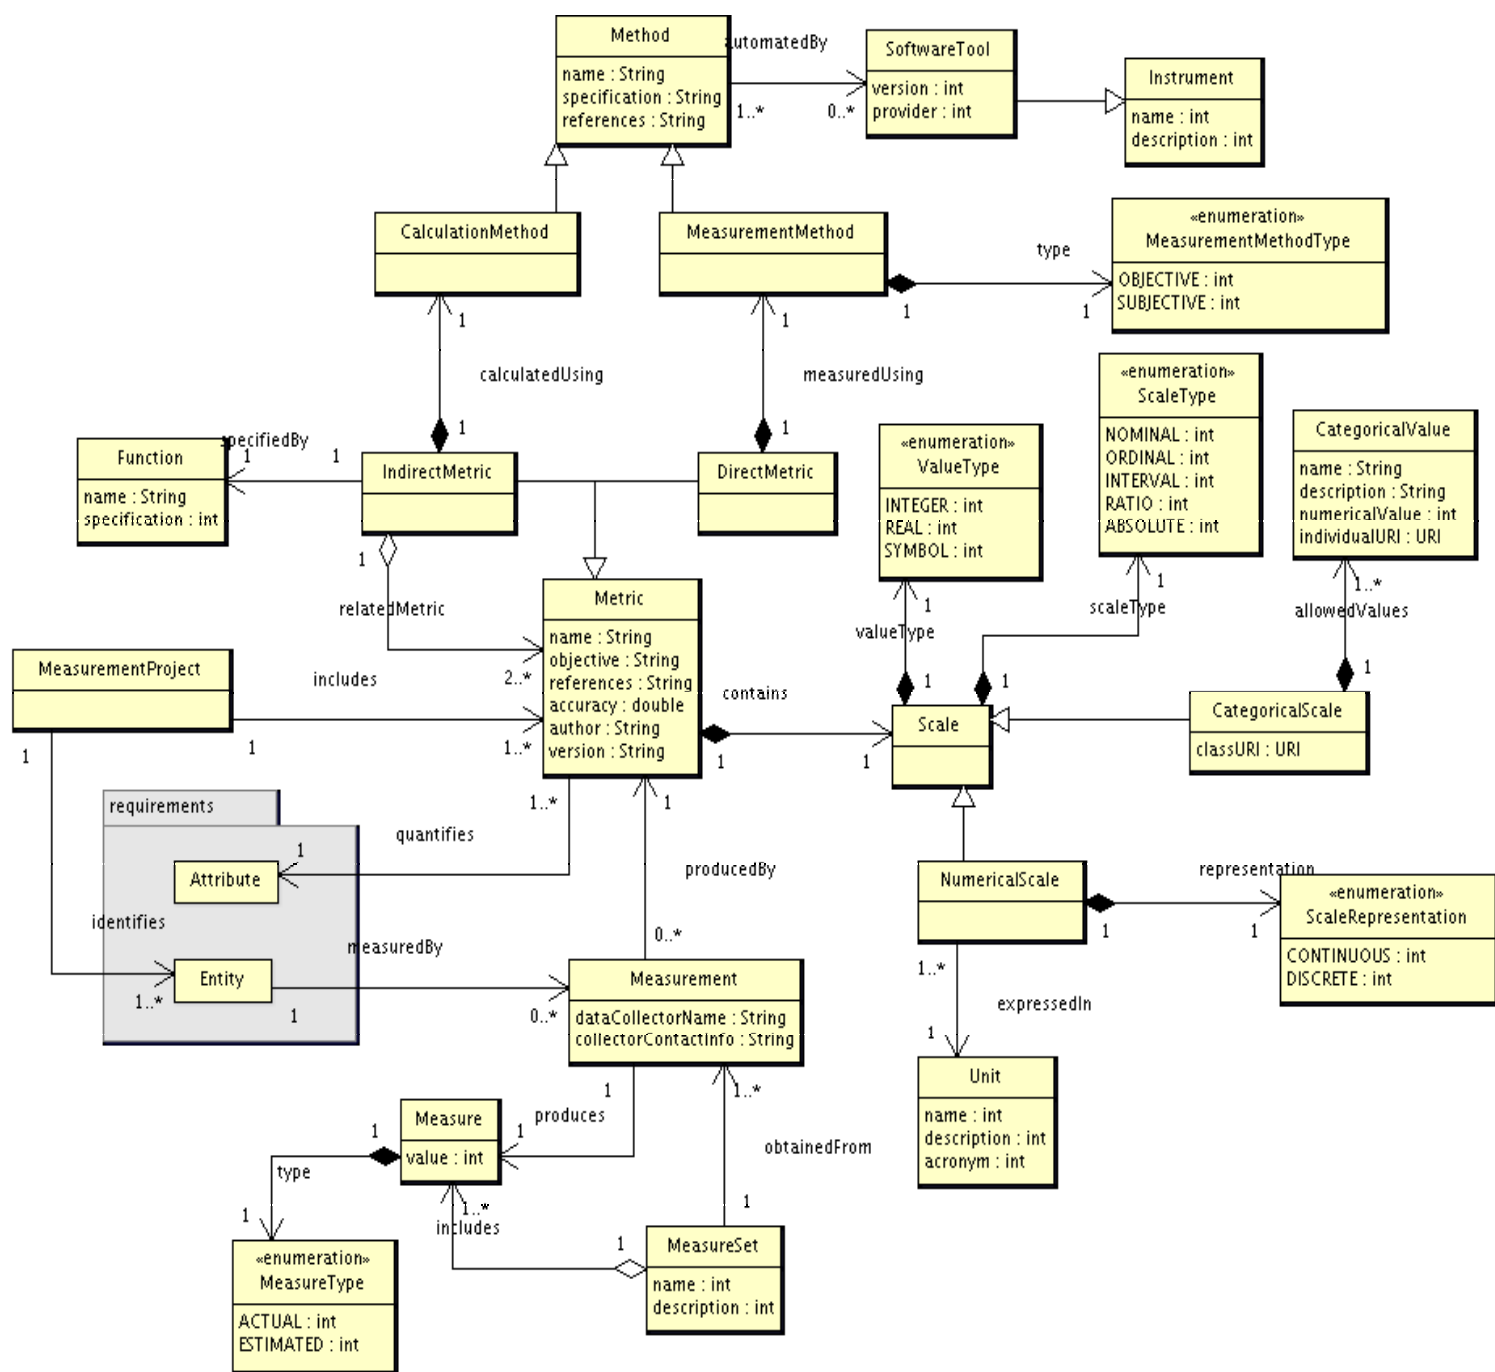 Method
name : String
specification : String
references : String
automatedBy
1..*
0..*
SoftwareTool
version : int
provider : int
Instrument
name : int
description : int
CalculationMethod
MeasurementMethod
type
1
1
«enumeration»
MeasurementMethodType
OBJECTIVE : int
SUBJECTIVE : int
1
calculatedUsing
1
1
measuredUsing
1
«enumeration»
ScaleType
NOMINAL : int
ORDINAL : int
INTERVAL : int
RATIO : int
ABSOLUTE : int
CategoricalValue
name : String
description : String
numericalValue : int
individualURI : URI
«enumeration»
ValueType
INTEGER : int
REAL : int
SYMBOL : int
Function
name : String
specification : int
specifiedBy
1
1
IndirectMetric
DirectMetric
1
relatedMetric
2..*
Metric
name : String
objective : String
references : String
accuracy : double
author : String
version : String
1
valueType
1
1
scaleType
1
1..*
allowedValues
1
MeasurementProject
includes
1
1..*
1
contains
1
1
Scale
CategoricalScale
classURI : URI
requirements
Attribute
1
quantifies
1..*
1
producedBy
0..*
identifies
1..*
Entity
measuredBy
1
0..*
Measurement
dataCollectorName : String
collectorContactInfo : String
NumericalScale
representation
1
1
«enumeration»
ScaleRepresentation
CONTINUOUS : int
DISCRETE : int
1..*
expressedIn
1
Unit
name : int
description : int
acronym : int
1
produces
1
Measure
value : int
1
type
1
1..*
obtainedFrom
1
1..*
includes
1
MeasureSet
name : int
description : int
«enumeration»
MeasureType
ACTUAL : int
ESTIMATED : int